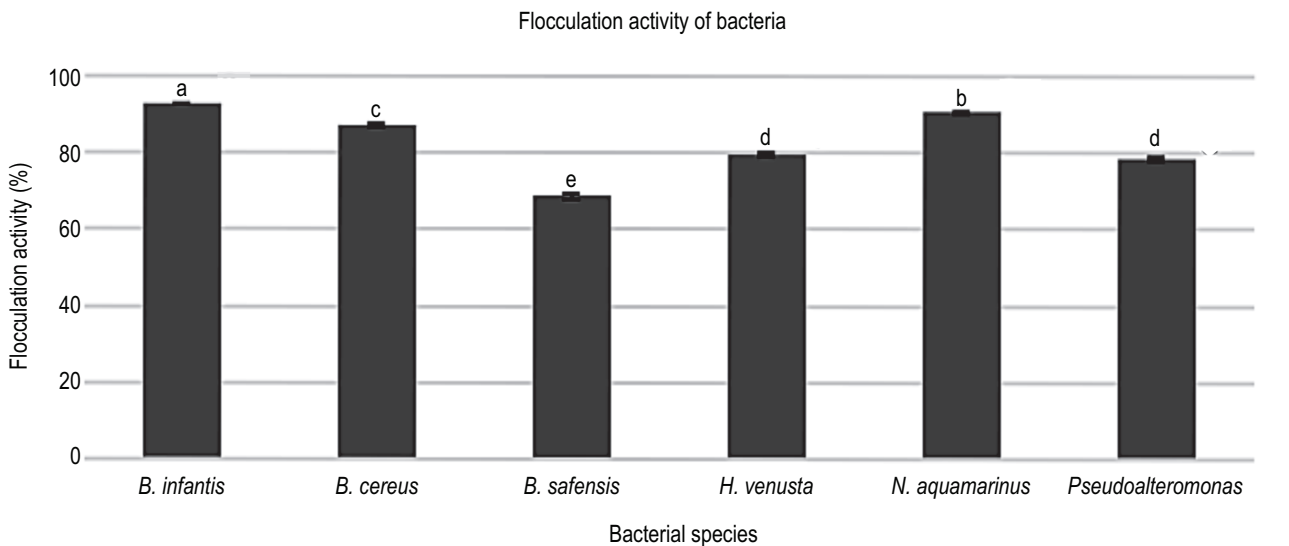 Flocculation activity of bacteria
Flocculation activity (%)
100
80
60
40
20
0
a
c
e
d
b
d
B. infantis
B. cereus
B. safensis
H. venusta
N. aquamarinus
Pseudoalteromonas
Bacterial species